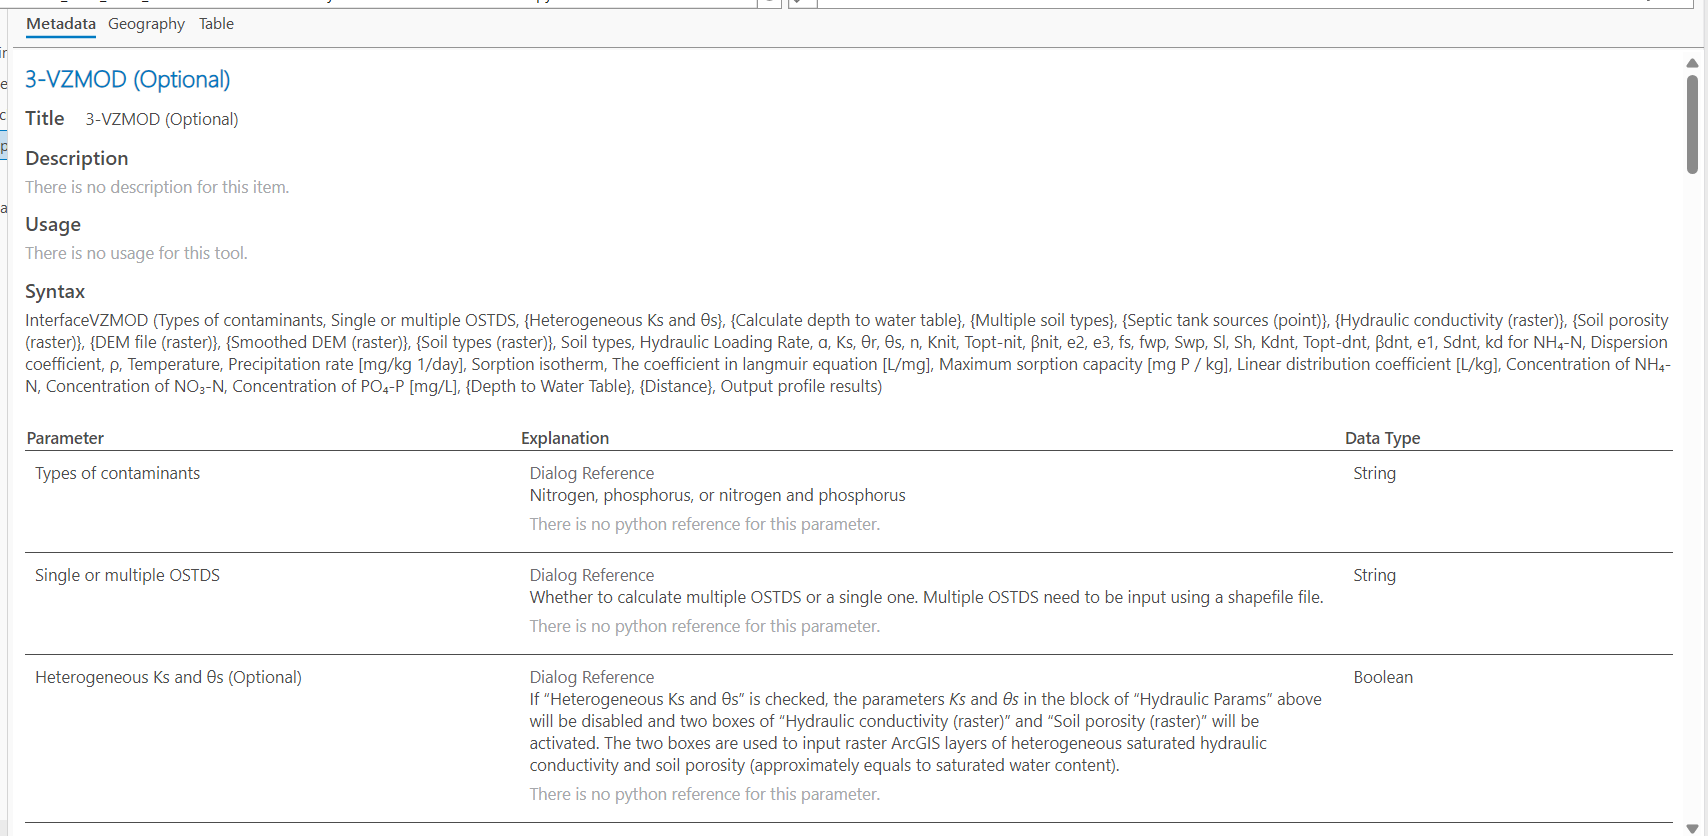 Metadata Geography Table
3-VZMOD (Optional)
Title 3-VZMOD (Optional)
Description
There is no description for this item.
Usage
There is no usage for this tool.
Syntax
InterfaceVZMOD (Types of contaminants, Single or multiple OSTDS, {Heterogeneous Ks and θs}, {Calculate depth to water table}, {Multiple soil types}, {Septic tank sources (point)}, {Hydraulic conductivity (raster)}, {Soil porosity
(raster)}, {DEM file (raster)}, {Smoothed DEM (raster)}, {Soil types (raster)}, Soil types, Hydraulic Loading Rate, α, Ks, θr, θs, n, Knit, Topt-nit, βnit, e2, e3, fs, fwp, Swp, Sl, Sh, Kdnt, Topt-dnt, βdnt, e1, Sdnt, kd for NH₄-N, Dispersion
coefficient, ρ, Temperature, Precipitation rate [mg/kg 1/day], Sorption isotherm, The coefficient in langmuir equation [L/mg], Maximum sorption capacity [mg P / kg], Linear distribution coefficient [L/kg], Concentration of NH₄-
N, Concentration of NO₃-N, Concentration of PO₄-P [mg/L], {Depth to Water Table}, {Distance}, Output profile results)
Parameter Explanation Data Type
Types of contaminants Dialog Reference String
Nitrogen, phosphorus, or nitrogen and phosphorus
There is no python reference for this parameter.
Single or multiple OSTDS Dialog Reference String
Whether to calculate multiple OSTDS or a single one. Multiple OSTDS need to be input using a shapefile file.
There is no python reference for this parameter.
Heterogeneous Ks and θs (Optional) Dialog Reference Boolean
If “Heterogeneous Ks and θs” is checked, the parameters Ks and θs in the block of “Hydraulic Params” above
will be disabled and two boxes of “Hydraulic conductivity (raster)” and “Soil porosity (raster)” will be
activated. The two boxes are used to input raster ArcGIS layers of heterogeneous saturated hydraulic
conductivity and soil porosity (approximately equals to saturated water content).
There is no python reference for this parameter.